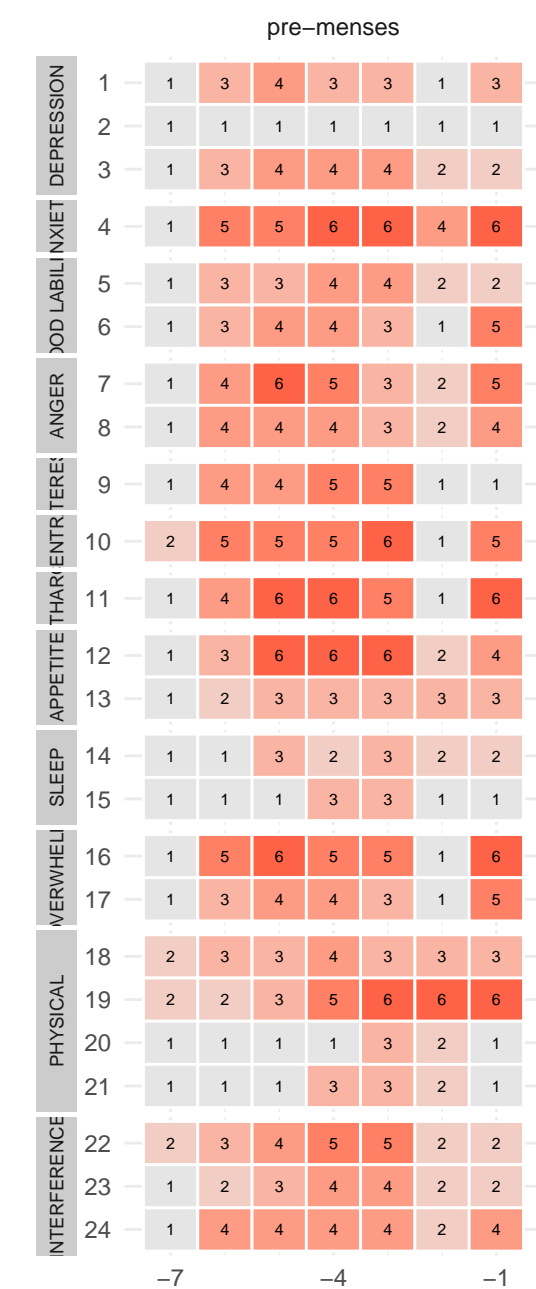 pre−menses
DEPRESSION
1 1 3 4 3 3 1 3
2 1 1 1 1 1 1 1
3 1 3 4 4 4 2 2
NXIET
4 1 5 5 6 6 4 6
OOD LABILI
5 1 3 3 4 4 2 2
6 1 3 4 4 3 1 5
ANGER
7 1 4 6 5 3 2 5
8 1 4 4 4 3 2 4
TERES
9 1 4 4 5 5 1 1
ENTR
10 2 5 5 5 6 1 5
THAR
11 1 4 6 6 5 1 6
APPETITE
12 1 3 6 6 6 2 4
13 1 2 3 3 3 3 3
SLEEP
14 1 1 3 2 3 2 2
15 1 1 1 3 3 1 1
VERWHEL
16 1 5 6 5 5 1 6
17 1 3 4 4 3 1 5
PHYSICAL
18 2 3 3 4 3 3 3
19 2 2 3 5 6 6 6
20 1 1 1 1 3 2 1
21 1 1 1 3 3 2 1
NTERFERENCE
22 2 3 4 5 5 2 2
23 1 2 3 4 4 2 2
24 1 4 4 4 4 2 4
−7 −4 −1